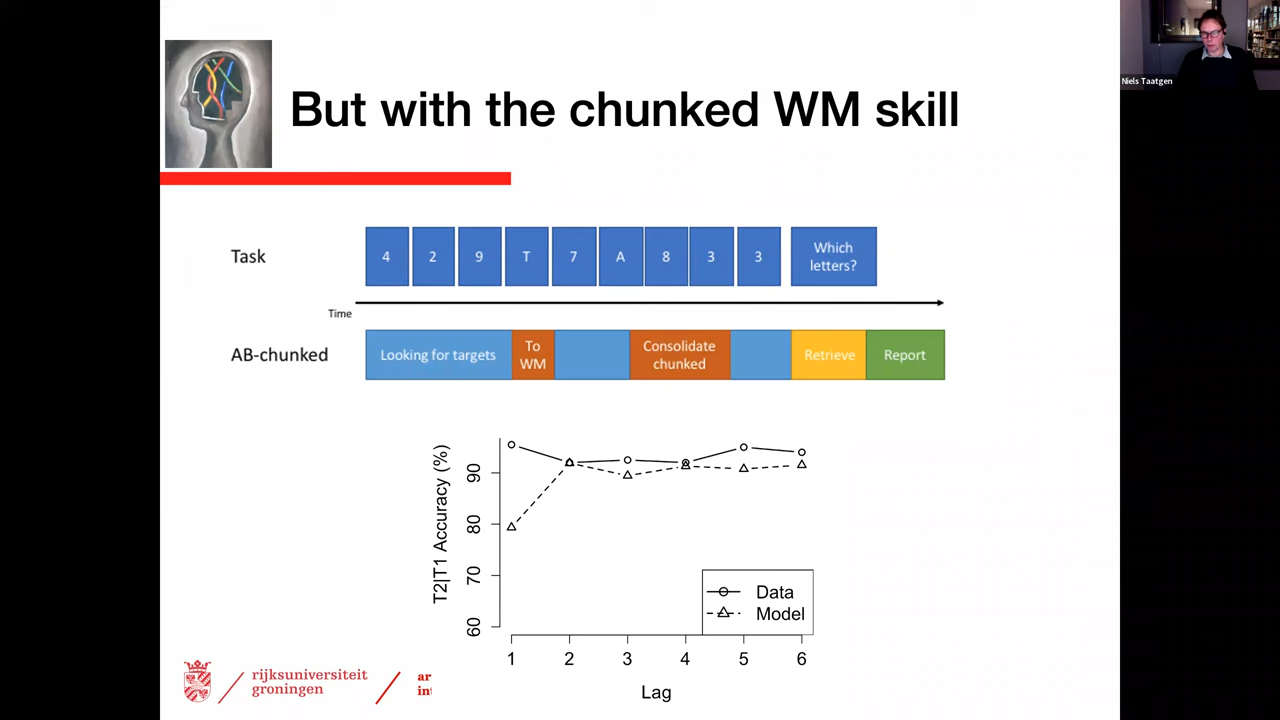 Niels Taatgen
But with the chunked WM skill
Task
4 2 9 T 7 A 8 3 3
Which
letters?
Time
AB-chunked
Looking for targets
To
WM
Consolidate
chunked
Retrieve
Report
T2|T1 Accuracy (%)
90
80
70
60
Data
Model
1 2 3 4 5 6
Lag
rijksuniversiteit
groningen
ar
int